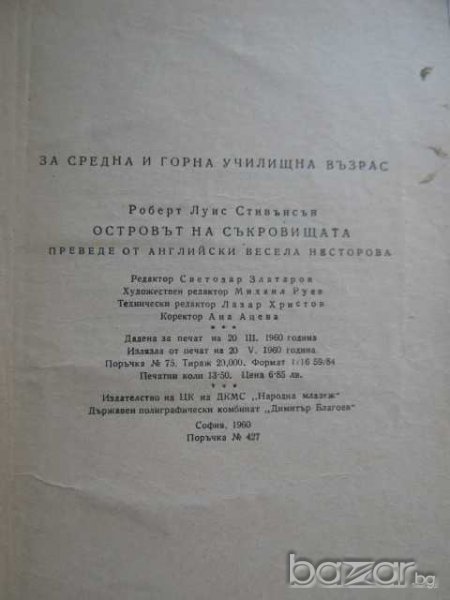 ЗА СРЕДНА И ГОРНА УЧИЛИЩНА ВЪЗРАС
Роберт Луис Стивънсън
ОСТРОВЪТ НА СЪКРОВИЩАТА
ПРЕВЕДЕ ОТ АНГЛИЙСКИ ВЕСЕЛА НЕСТОРОВА
Редактор Светозар Златаров
Художествен редактор Михаил Руев
Технически редактор Лазар Христов
Коректор Ана Ацева
* * *
Дадена за печат на 20 III. 1960 година
Излязла от печат на 20 V. 1960 година
Поръчка № 75. Тираж 20,000. Формат 1/16 59/84
Печатни коли 13·50. Цена 6·85 лв.
* * *
Издателство на ЦК на ДКМС „Народна младеж“
Държавен полиграфически комбинат „Димитър Благоев“
София, 1960
Поръчка № 427
bazar.bg